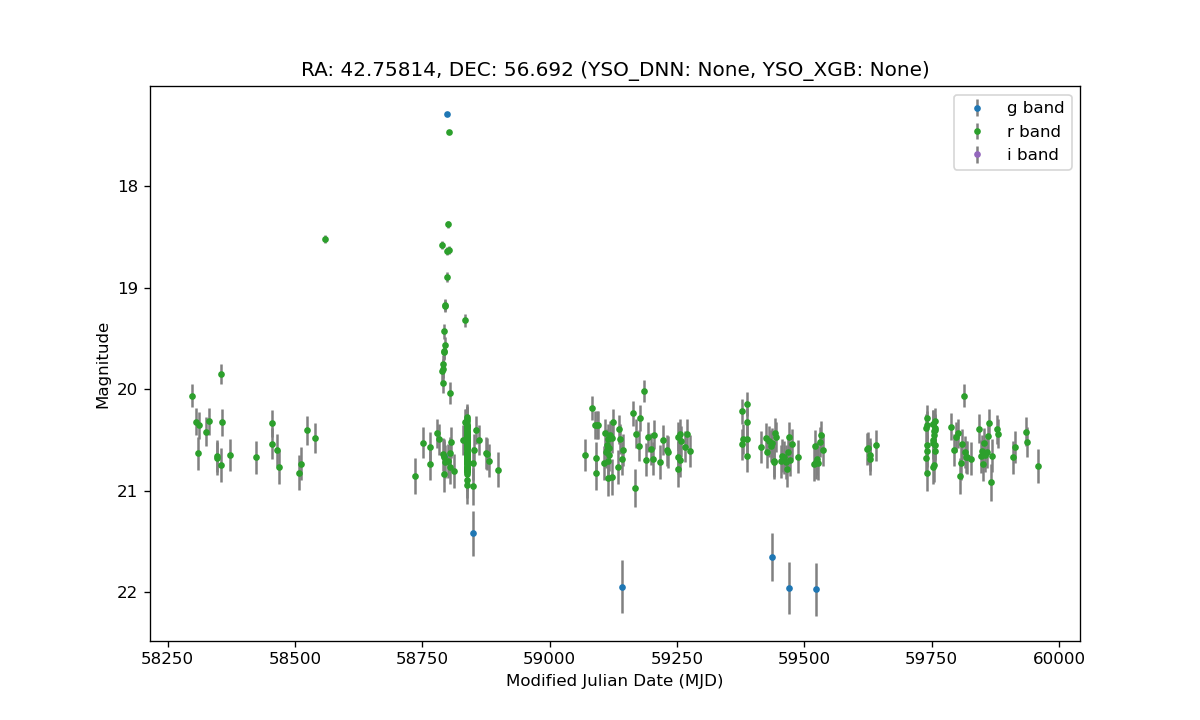 RA: 42.75814, DEC: 56.692 (YSO_DNN: None, YSO_XGB: None)
g band
r band
i band
Magnitude
18
19
20
21
22
58250 58500 58750 59000 59250 59500 59750 60000
Modified Julian Date (MJD)